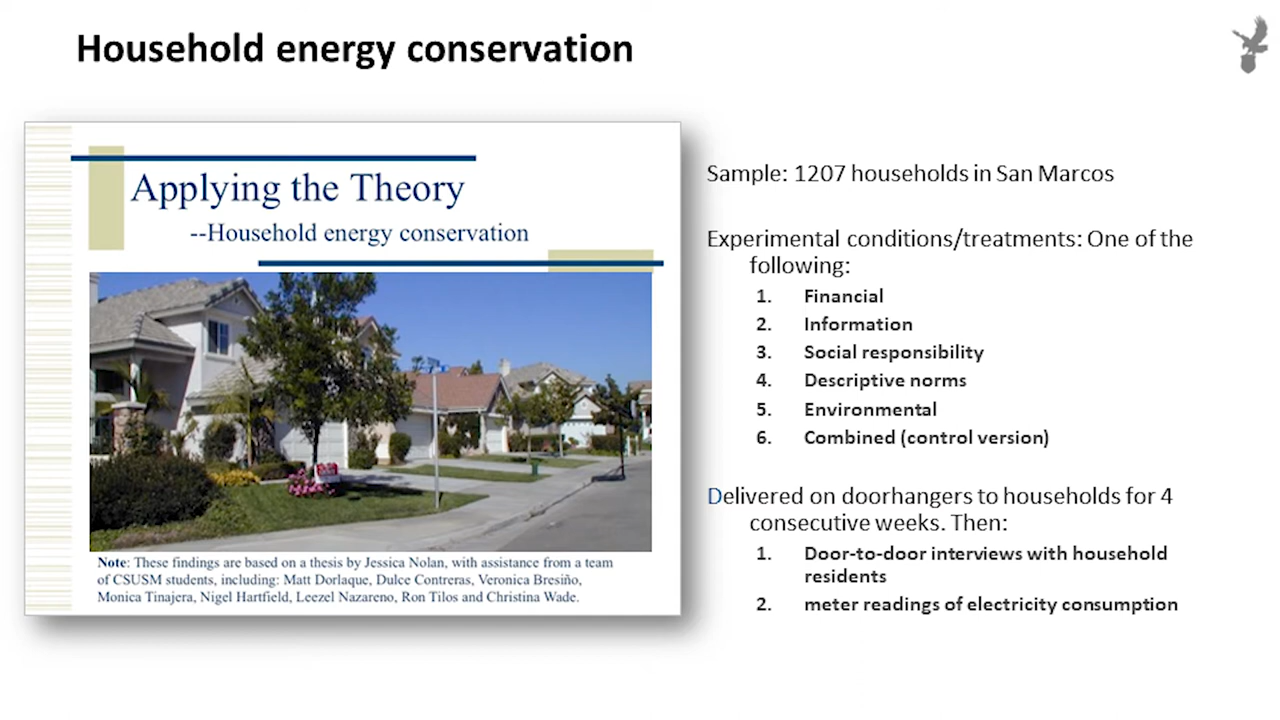 Household energy conservation
Applying the Theory
--Household energy conservation
Note: These findings are based on a thesis by Jessica Nolan, with assistance from a team
of CSUSM students, including: Matt Dorlaque, Dulce Contreras, Veronica Bresiño,
Monica Tinajera, Nigel Hartfield, Leezel Nazareno, Ron Tilos and Christina Wade.
Sample: 1207 households in San Marcos
Experimental conditions/treatments: One of the
following:
1. Financial
2. Information
3. Social responsibility
4. Descriptive norms
5. Environmental
6. Combined (control version)
Delivered on doorhangers to households for 4
consecutive weeks. Then:
1. Door-to-door interviews with household
residents
2. meter readings of electricity consumption